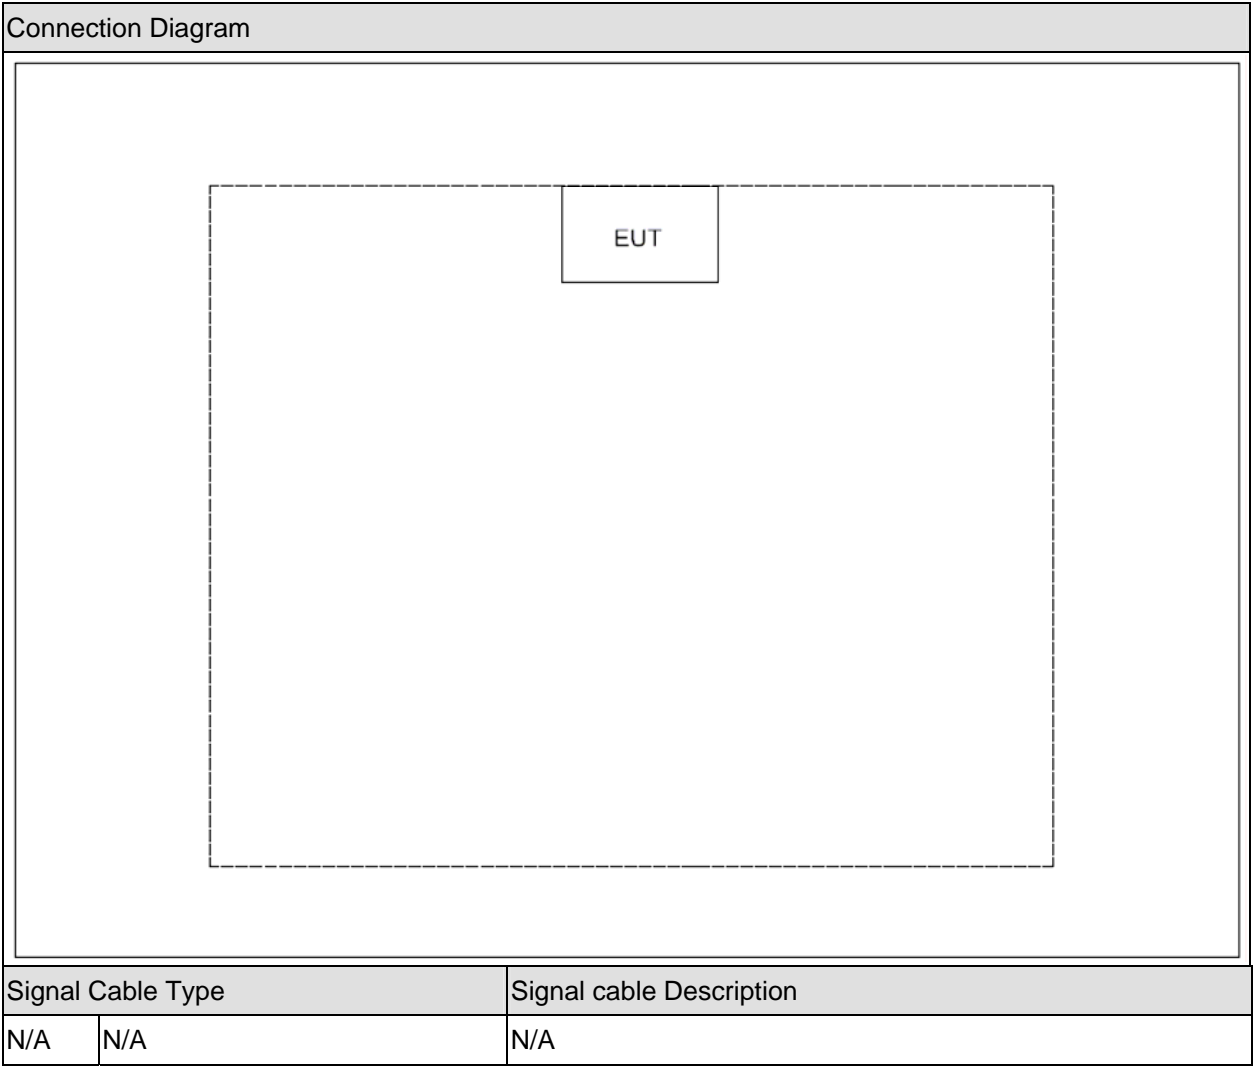 Connection Diagram
EUT
Signal Cable Type Signal cable Description
N/A N/A N/A